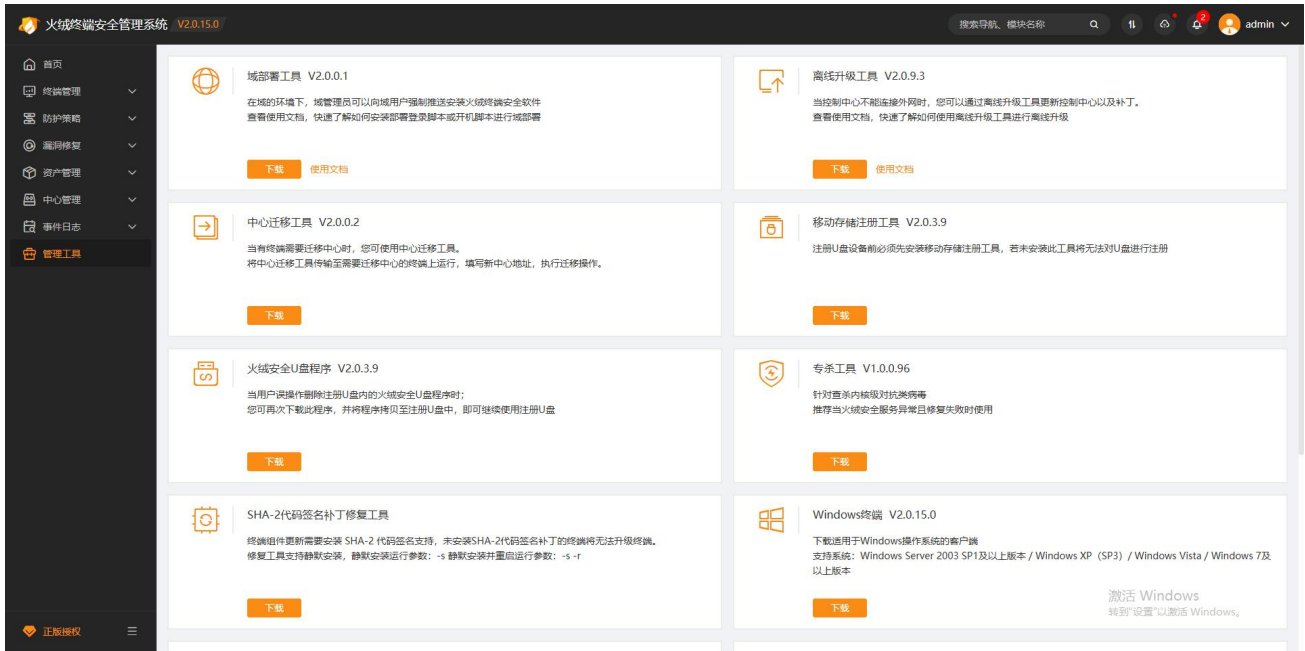 火绒终端安全管理系统 V2.0.15.0
搜索导航、模块名称
2
admin
首页
终端管理
防护策略
漏洞修复
资产管理
中心管理
事件日志
管理工具
正版授权
域部署工具 V2.0.0.1
在域的环境下，域管理员可以向域用户强制推送安装火绒终端安全软件
查看使用文档，快速了解如何安装部署登录脚本或开机脚本进行域部署
下载 使用文档
离线升级工具 V2.0.9.3
当控制中心不能连接外网时，您可以通过离线升级工具更新控制中心以及补丁。
查看使用文档，快速了解如何使用离线升级工具进行离线升级
下载 使用文档
中心迁移工具 V2.0.0.2
当有终端需要迁移中心时，您可使用中心迁移工具。
将中心迁移工具传输至需要迁移中心的终端上运行，填写新中心地址，执行迁移操作。
下载
移动存储注册工具 V2.0.3.9
注册U盘设备前必须先安装移动存储注册工具，若未安装此工具将无法对U盘进行注册
下载
火绒安全U盘程序 V2.0.3.9
当用户误操作删除注册U盘内的火绒安全U盘程序时；
您可再次下载此程序，并将程序拷贝至注册U盘中，即可继续使用注册U盘
下载
专杀工具 V1.0.0.96
针对查杀内核级对抗类病毒
推荐当火绒安全服务异常且修复失败时使用
下载
SHA-2代码签名补丁修复工具
终端组件更新需要安装 SHA-2 代码签名支持，未安装SHA-2代码签名补丁的终端将无法升级终端。
修复工具支持静默安装，静默安装运行参数：-s 静默安装并重启运行参数：-s -r
下载
Windows终端 V2.0.15.0
下载适用于Windows操作系统的客户端
支持系统：Windows Server 2003 SP1及以上版本 / Windows XP（SP3）/ Windows Vista / Windows 7及
以上版本
下载
激活 Windows
转到"设置"以激活 Windows。